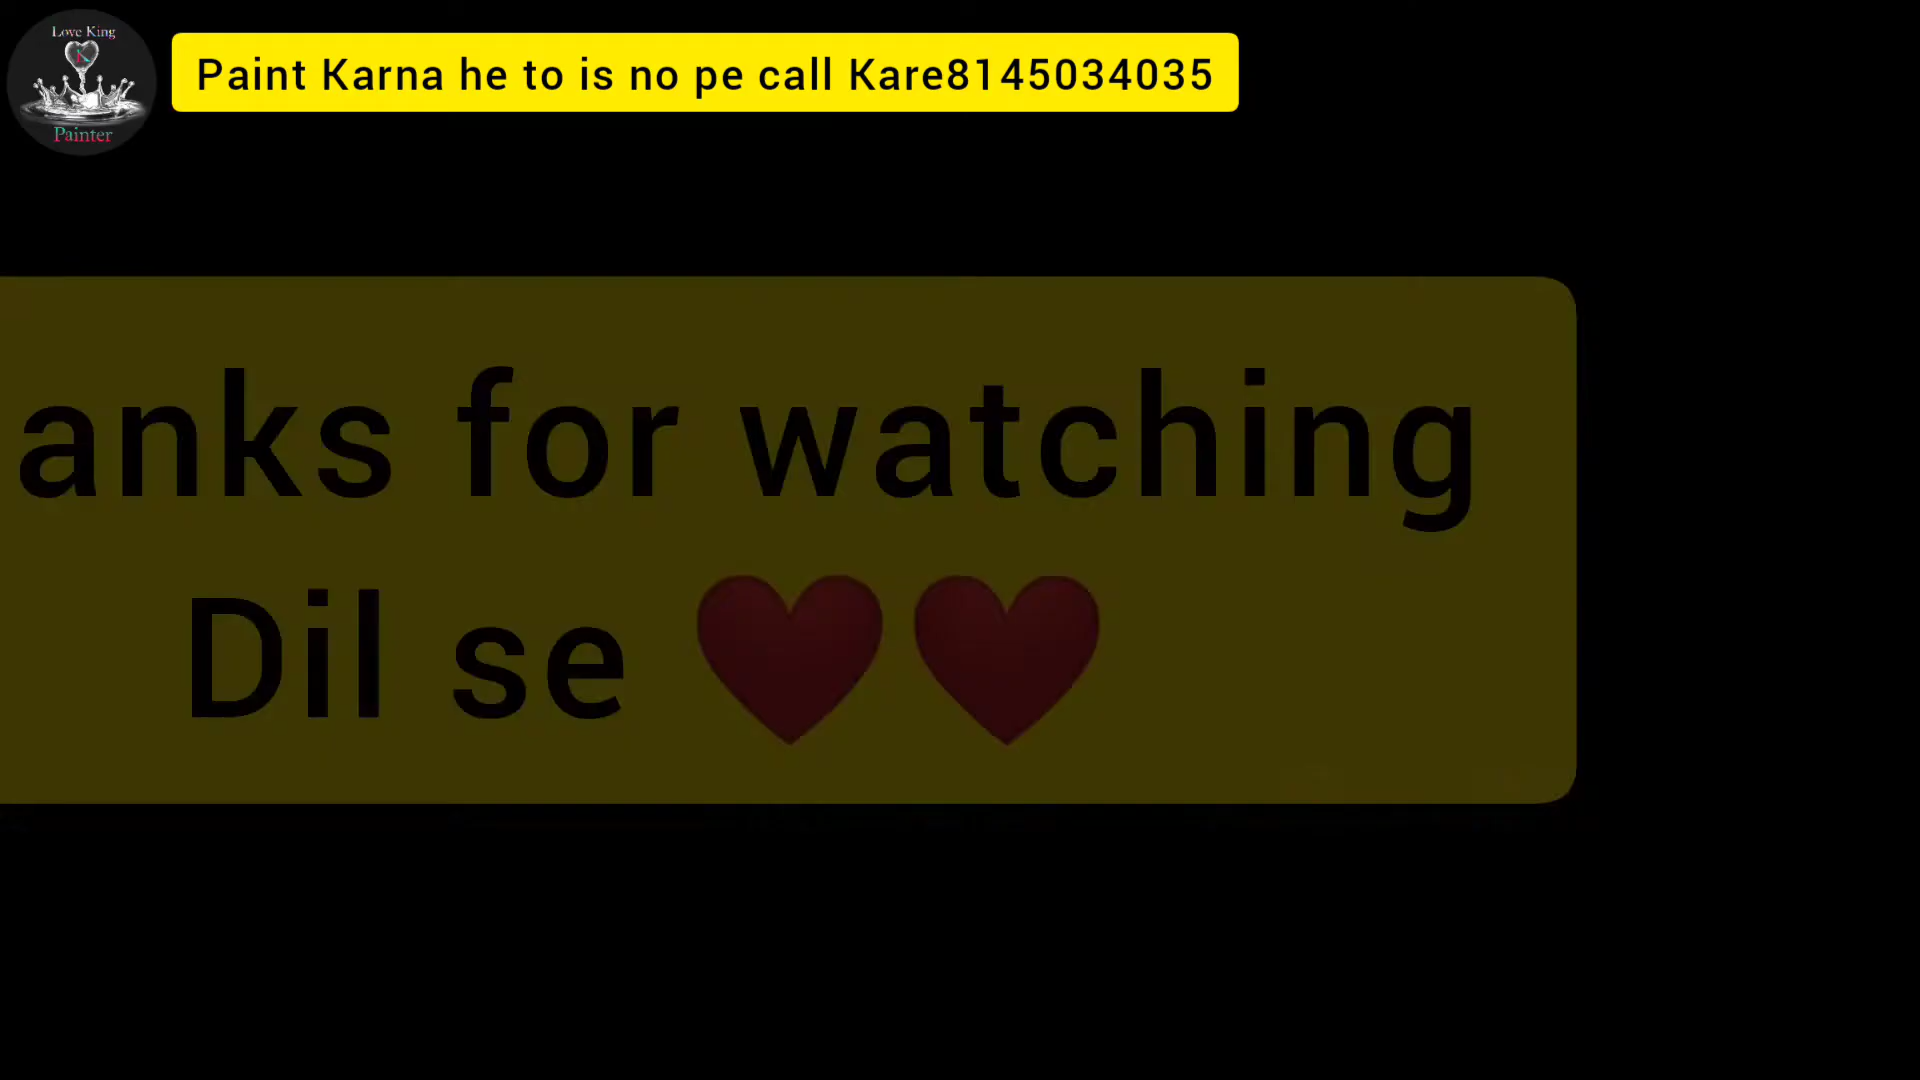 Love King
K
Painter
Paint Karna he to is no pe call Kare8145034035
anks for watching
Dil se ♥♥